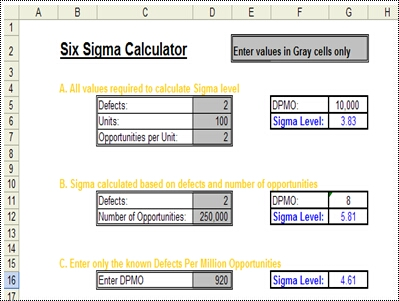 A B C D E F G H
1
2 Six Sigma Calculator Enter values in Gray cells only
3
4 A. All values required to calculate Sigma level
5 Defects: 2 DPMO: 10,000
6 Units: 100 Sigma Level: 3.83
7 Opportunities per Unit: 2
8
9
10 B. Sigma calculated based on defects and number of opportunities
11 Defects: 2 DPMO: 8
12 Number of Opportunities: 250,000 Sigma Level: 5.81
13
14
15 C. Enter only the known Defects Per Million Opportunities
16 Enter DPMO 920 Sigma Level: 4.61
17